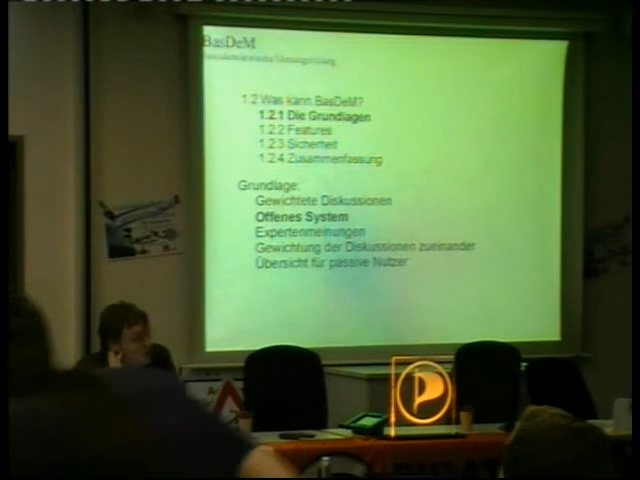 BasDeM
1.2 Was kann BasDeM?
1.2.1 Die Grundlagen
1.2.2 Features
1.2.3 Sicherheit
1.2.4 Zusammenfassung
Grundlage:
Gewichtete Diskussionen
Offenes System
Expertenmeinungen
Gewichtung der Diskussionen zueinander
Übersicht für passive Nutzer